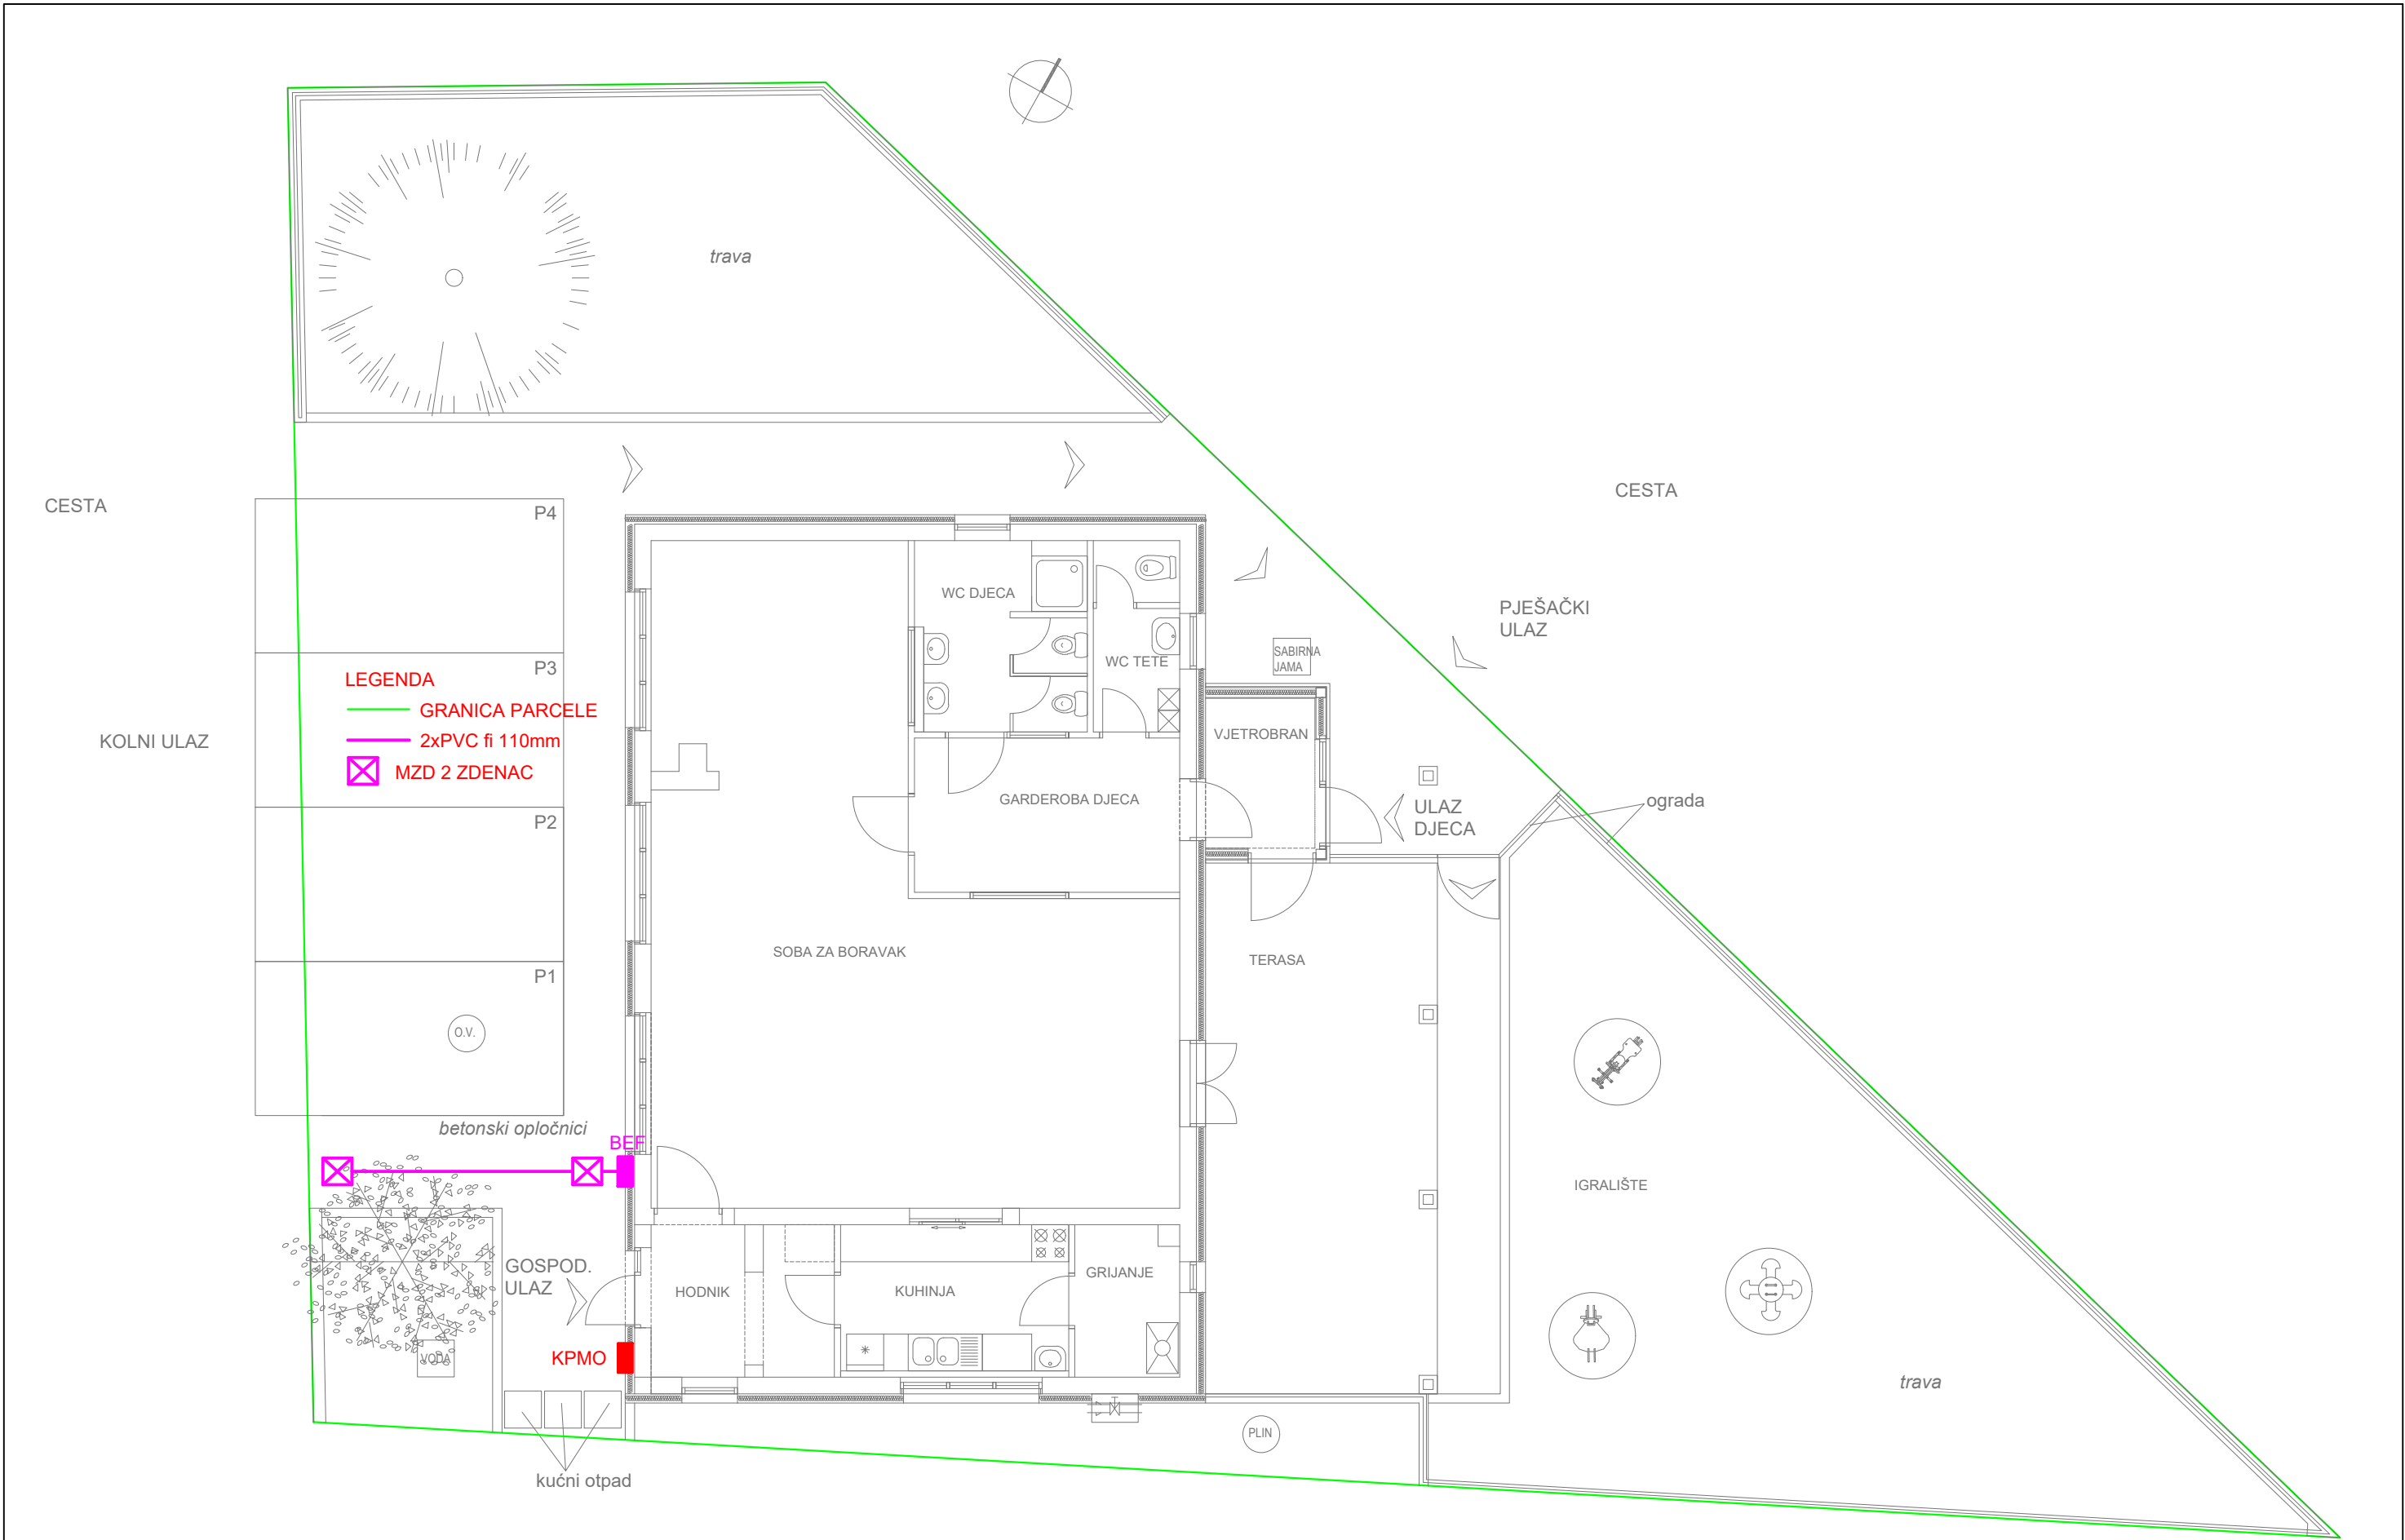 trava
CESTA
CESTA
P4
WC DJECA
PJEŠAČKI
ULAZ
SABIRNA
JAMA
WC TETE
P3
LEGENDA
GRANICA PARCELE
2xPVC fi 110mm
MZD 2 ZDENAC
KOLNI ULAZ
VJETROBRAN
GARDEROBA DJECA
ULAZ
DJECA
ograda
P2
SOBA ZA BORAVAK
TERASA
P1
O.V.
betonski opločnici
BEF
IGRALIŠTE
GOSPOD.
ULAZ
HODNIK
KUHINJA
GRIJANJE
KPMO
VODA
trava
PLIN
kućni otpad